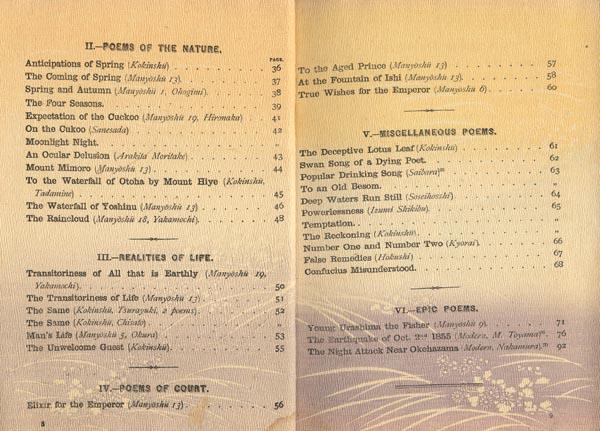 II.—POEMS OF THE NATURE.
PAGE.
Anticipations of Spring (Kokinshū) . . . . 36
The Coming of Spring (Manyōshū 13) . . . . 37
Spring and Autumn (Manyōshū 1, Ohogimi) . . . . 38
The Four Seasons. . . . . 39
Expectation of the Cuckoo (Manyōshū 19, Hironaka) . . . . 41
On the Cukoo (Sanesada) . . . . 42
Moonlight Night. . . . . "
An Ocular Delusion (Arakita Moritake) . . . . 43
Mount Mimoro (Manyōshū 13) . . . . 44
To the Waterfall of Otoha by Mount Hiye (Kokinshū,
Tadamine) . . . . 45
The Waterfall of Yoshinu (Manyōshū 13) . . . . 46
The Raincloud (Manyōshū 18, Yakamochi) . . . . 48
III.—REALITIES OF LIFE.
Transitoriness of All that is Earthly (Manyōshū 19,
Yakamochi) . . . . 50
The Transitoriness of Life (Manyōshū 13) . . . . 51
The Same (Kokinshū, Tsurayuki, 2 poems) . . . . 52
The Same (Kokinshū, Chisato) . . . . "
Man's Life (Manyōshū 5, Okura) . . . . 53
The Unwelcome Guest (Kokinshū) . . . . 55
IV.—POEMS OF COURT.
Elixir for the Emperor (Manyōshū 13) . . . . 56
8
To the Aged Prince (Manyōshū 13) . . . . 57
At the Fountain of Ishi (Manyōshū 13) . . . . 58
True Wishes for the Emperor (Manyōshū 6) . . . . 60
V.—MISCELLANEOUS POEMS.
The Deceptive Lotus Leaf (Kokinshū) . . . . 61
Swan Song of a Dying Poet. . . . . 62
Popular Drinking Song (Saibara) . . . . 63
To an Old Besom. . . . . "
Deep Waters Run Still (Soseihosshi) . . . . 64
Powerlessness (Izumi Shikibu) . . . . 65
Temptation. . . . . "
The Reckoning (Kokinshū) . . . . "
Number One and Number Two (Kyorai) . . . . 66
False Remedies (Hokushi) . . . . 67
Confucius Misunderstood. . . . . 68
VI.—EPIC POEMS.
Young Urashima the Fisher (Manyōshū 9) . . . . 71
The Earthquake of Oct. 2nd 1855 (Modern, M. Toyama) . . . . 76
The Night Attack Near Okehazama (Modern, Nakamura) . . . . 92
9